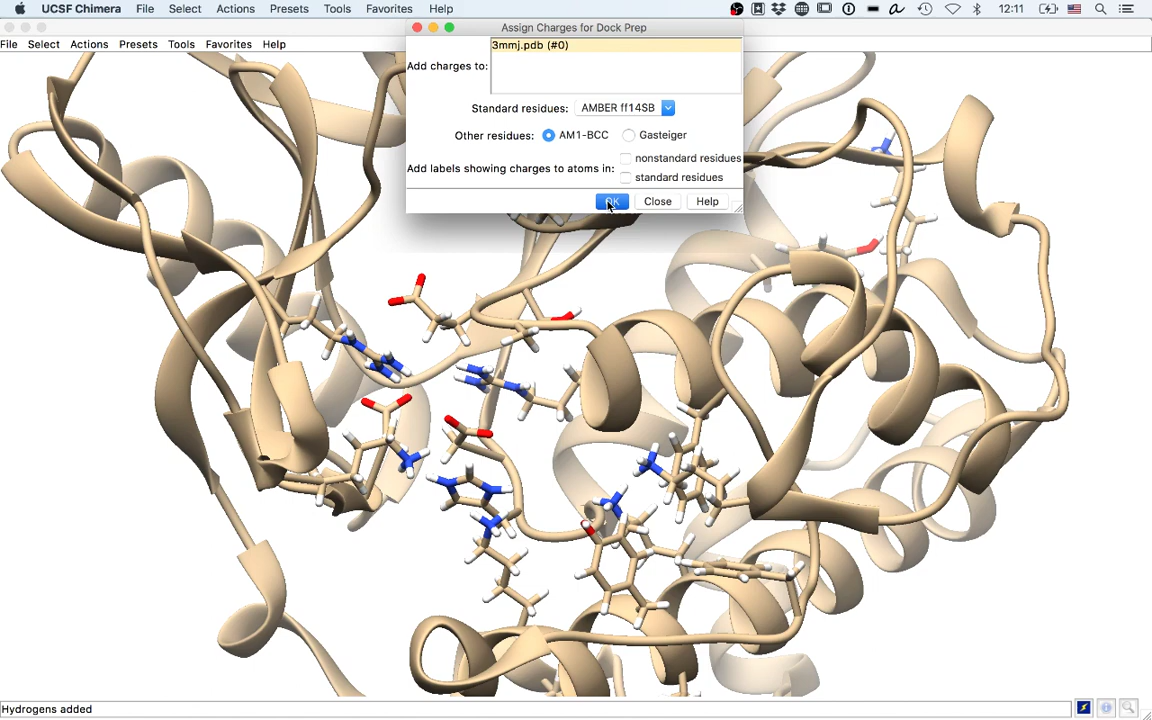 UCSF Chimera File Select Actions Presets Tools Favorites Help 12:11
Assign Charges for Dock Prep
File Select Actions Presets Tools Favorites Help
3mmj.pdb (#0)
Add charges to:
Standard residues: AMBER ff14SB
Other residues: AM1-BCC Gasteiger
nonstandard residues
Add labels showing charges to atoms in:
standard residues
OK Close Help
Hydrogens added